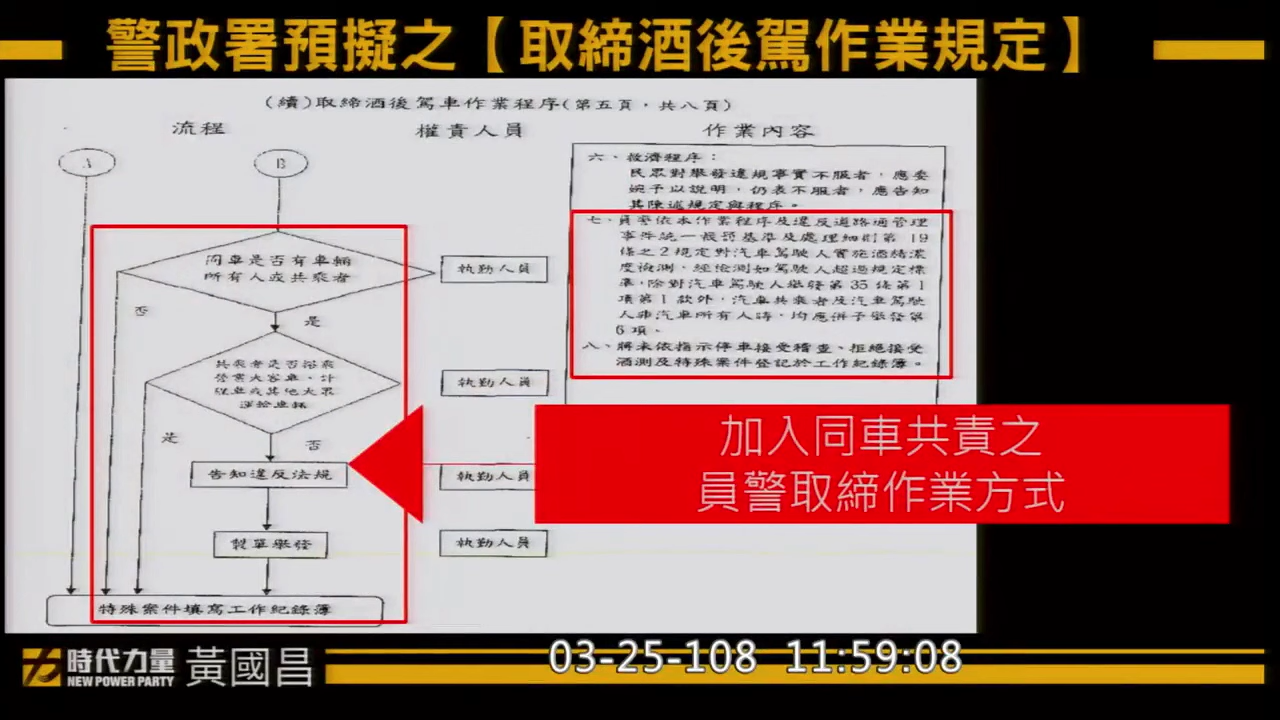 警政署預擬之【取締酒後駕作業規定】
(續)取締酒後駕車作業程序(第五頁,共八頁)
流程
權責人員
作業內容
A
B
六、救濟程序:
民眾對舉發違規事實不服者,應委
婉予以說明,仍表不服者,應告知
其陳述規定與程序。
七、員警依本作業程序及違反道路通管理
事件統一裁罰基準及處理細則第 19
條之2規定對汽車駕駛人實施酒精濃
度檢測,經檢測如駕駛人超過規定標
準,除對汽車駕駛人舉發第35條第1
項第1款外,汽車共乘者及汽車駕駛
人非汽車所有人時,均應併予舉發第
6項。
八、將未依指示停車接受稽查、拒絕接受
酒測及特殊案件登記於工作紀錄簿。
同車是否有車輛
所有人或共乘者
執勤人員
否
是
共乘者是否搭乘
營業大客車、計
程車或其他大眾
運輸車輛
執勤人員
是
否
告知違反法規
執勤人員
製單舉發
執勤人員
特殊案件填寫工作紀錄簿
加入同車共責之
員警取締作業方式
時代力量
NEW POWER PARTY
黃國昌
03-25-108 11:59:08